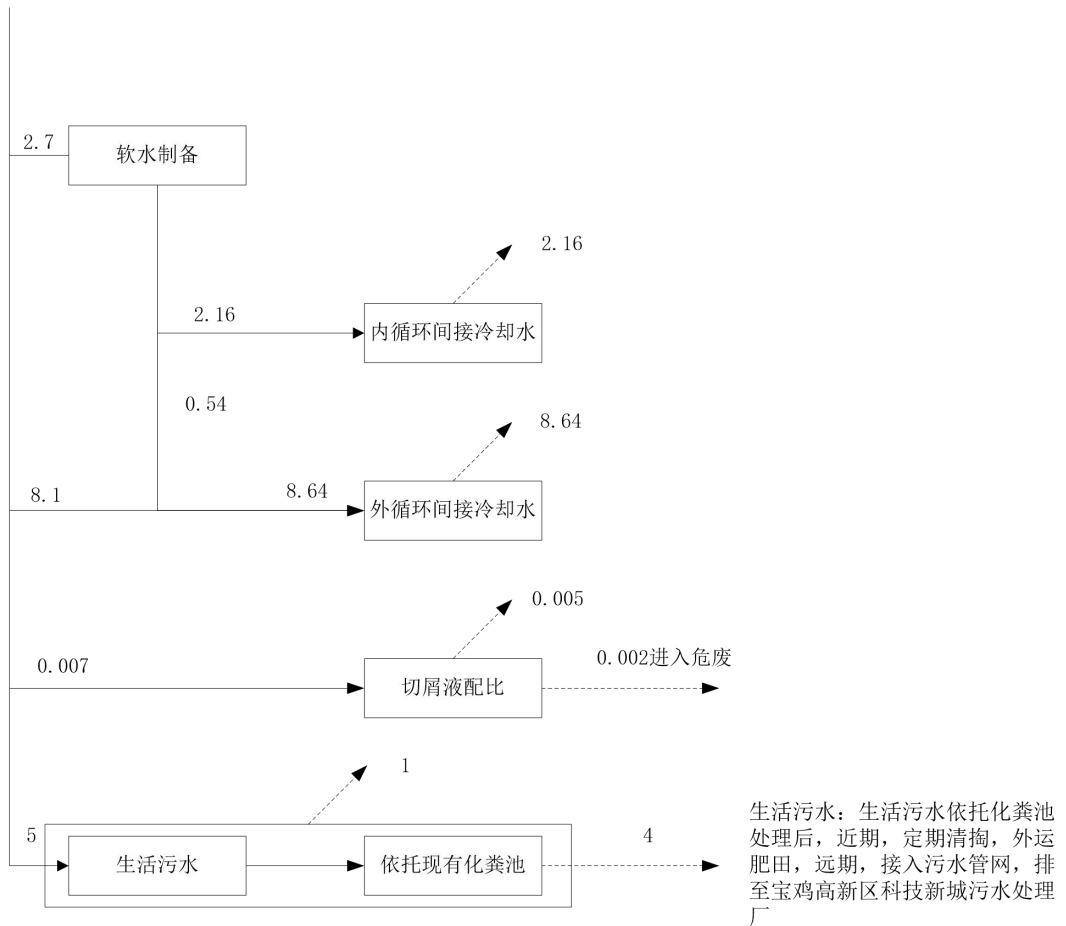 2.7
软水制备
2.16
2.16
内循环间接冷却水
0.54
8.64
8.1
8.64
外循环间接冷却水
0.005
0.007
0.002进入危废
切屑液配比
1
5
生活污水
依托现有化粪池
4
生活污水：生活污水依托化粪池
处理后，近期，定期清掏，外运
肥田，远期，接入污水管网，排
至宝鸡高新区科技新城污水处理
厂